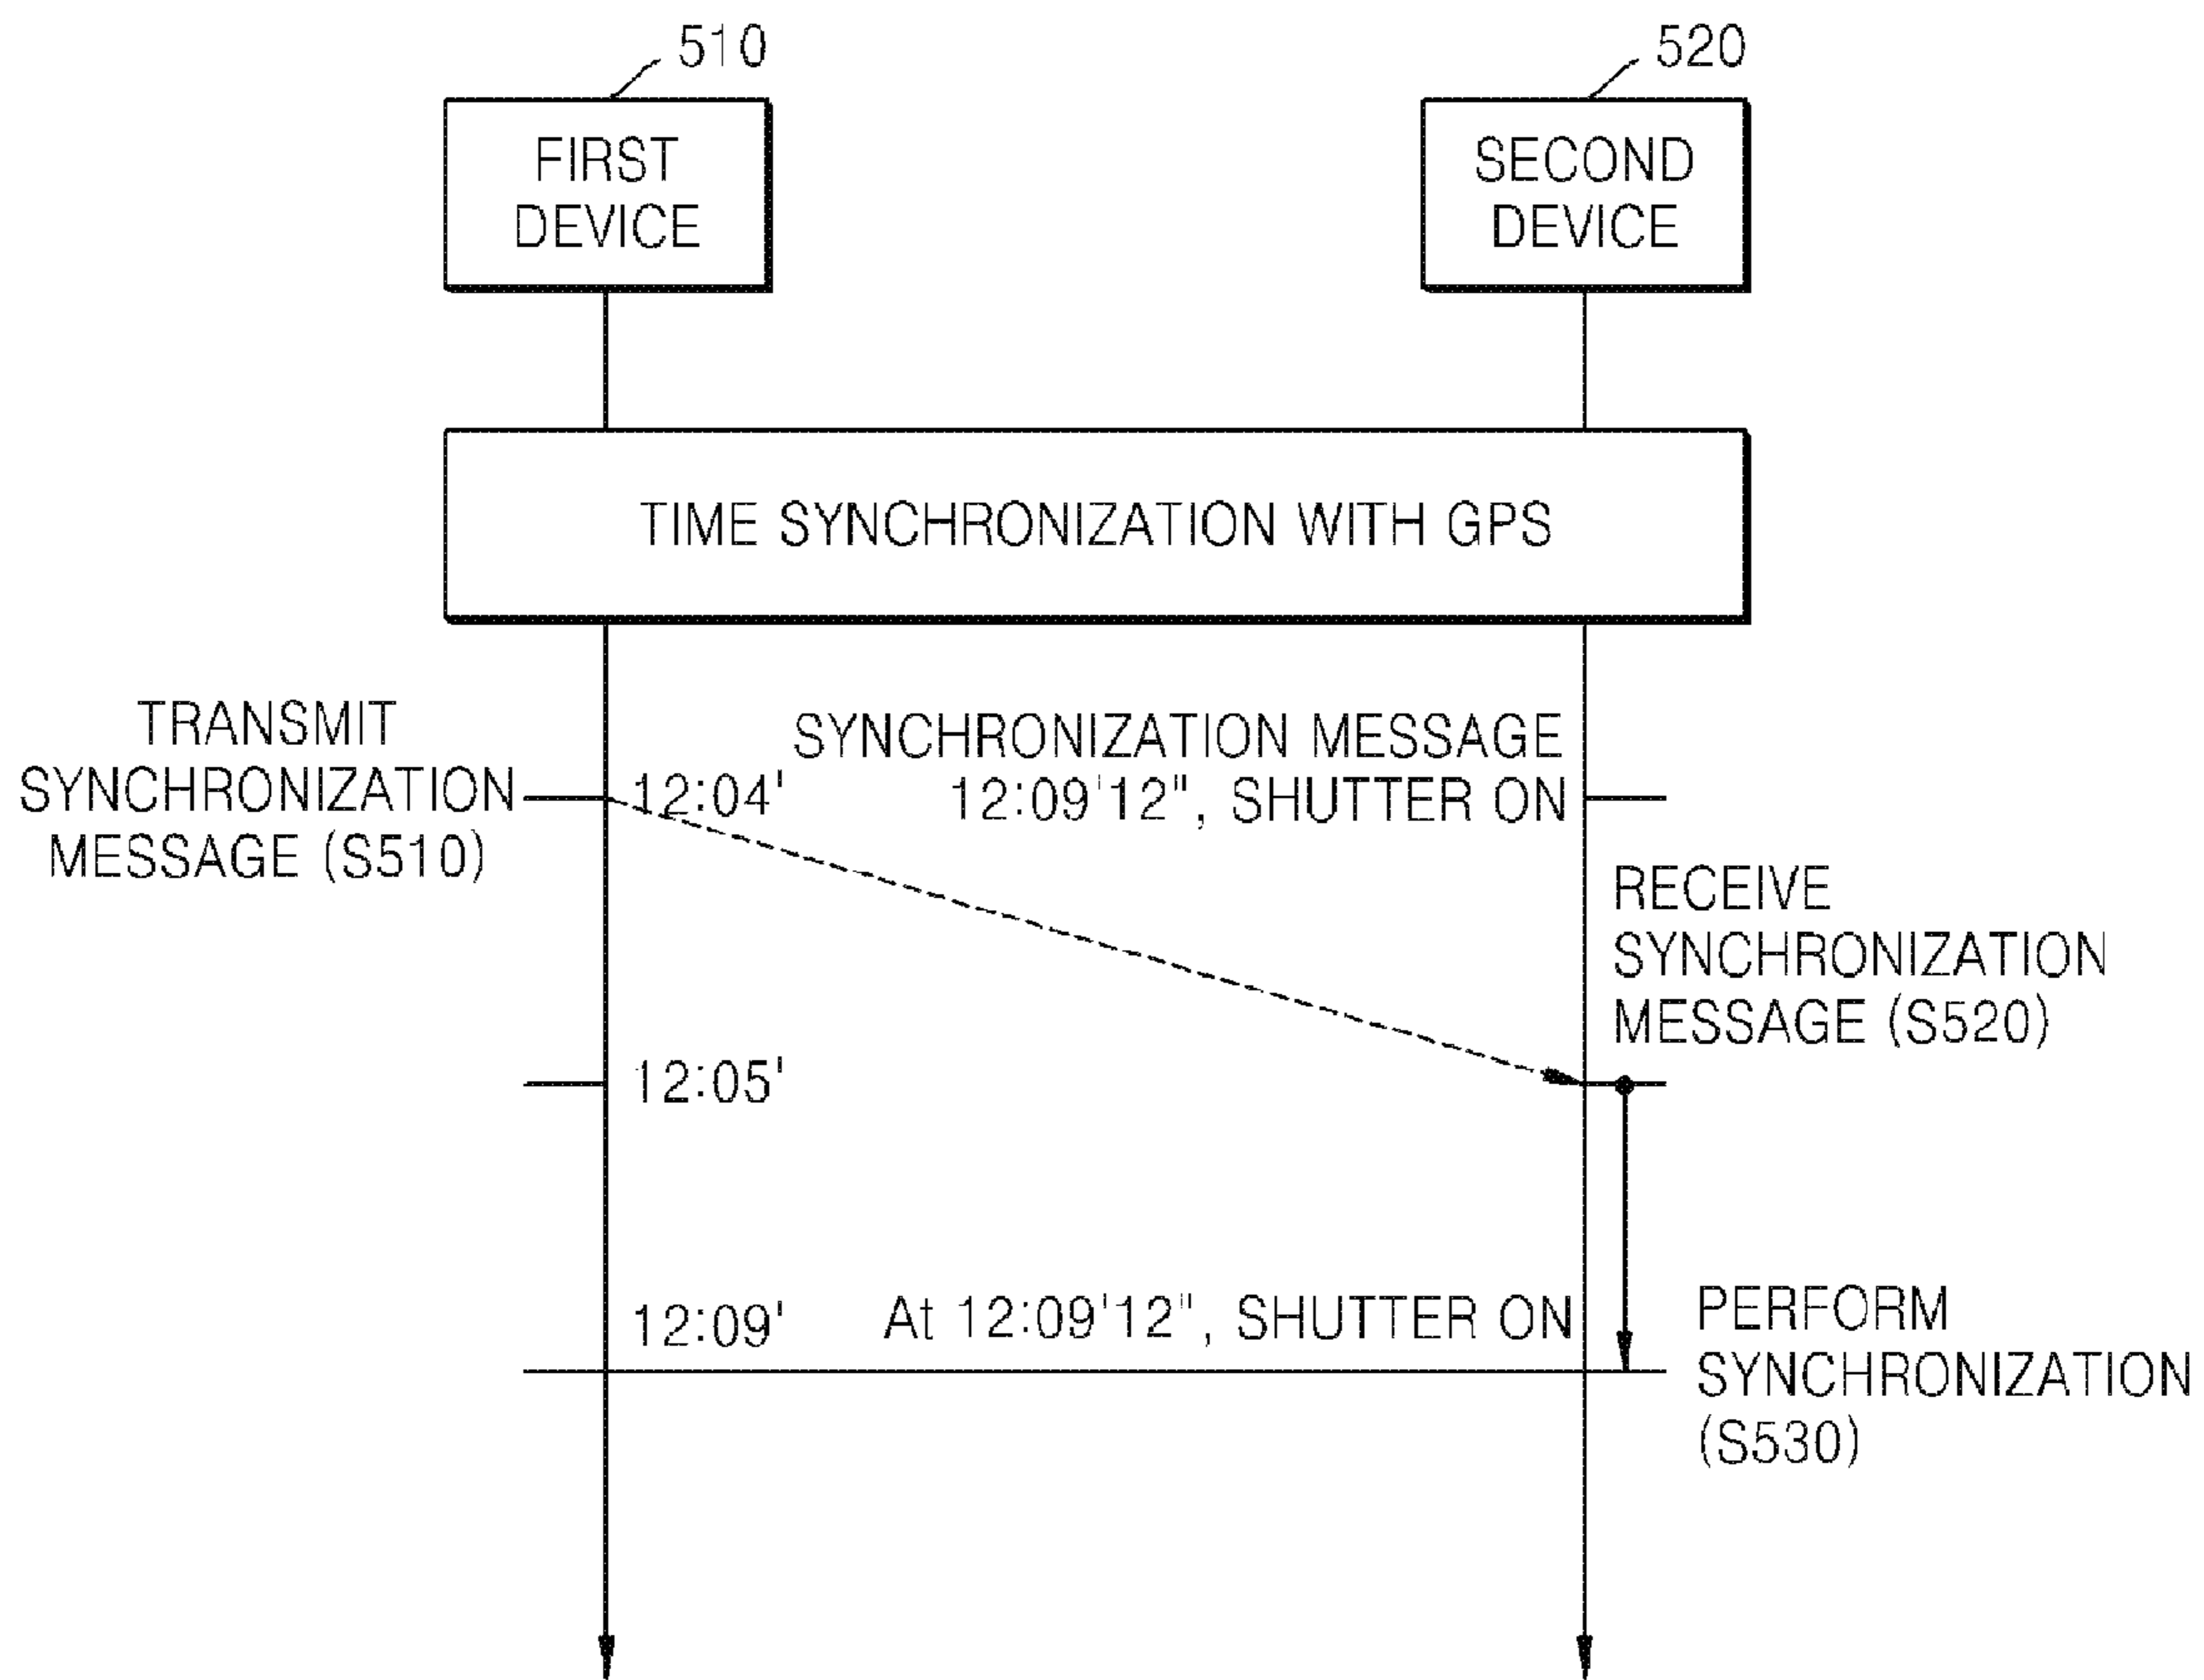 510
520
FIRST
DEVICE
SECOND
DEVICE
TIME SYNCHRONIZATION WITH GPS
TRANSMIT
SYNCHRONIZATION
MESSAGE (S510)
12:04'
SYNCHRONIZATION MESSAGE
12:09'12", SHUTTER ON
RECEIVE
SYNCHRONIZATION
MESSAGE (S520)
12:05'
12:09'
At 12:09'12", SHUTTER ON
PERFORM
SYNCHRONIZATION
(S530)